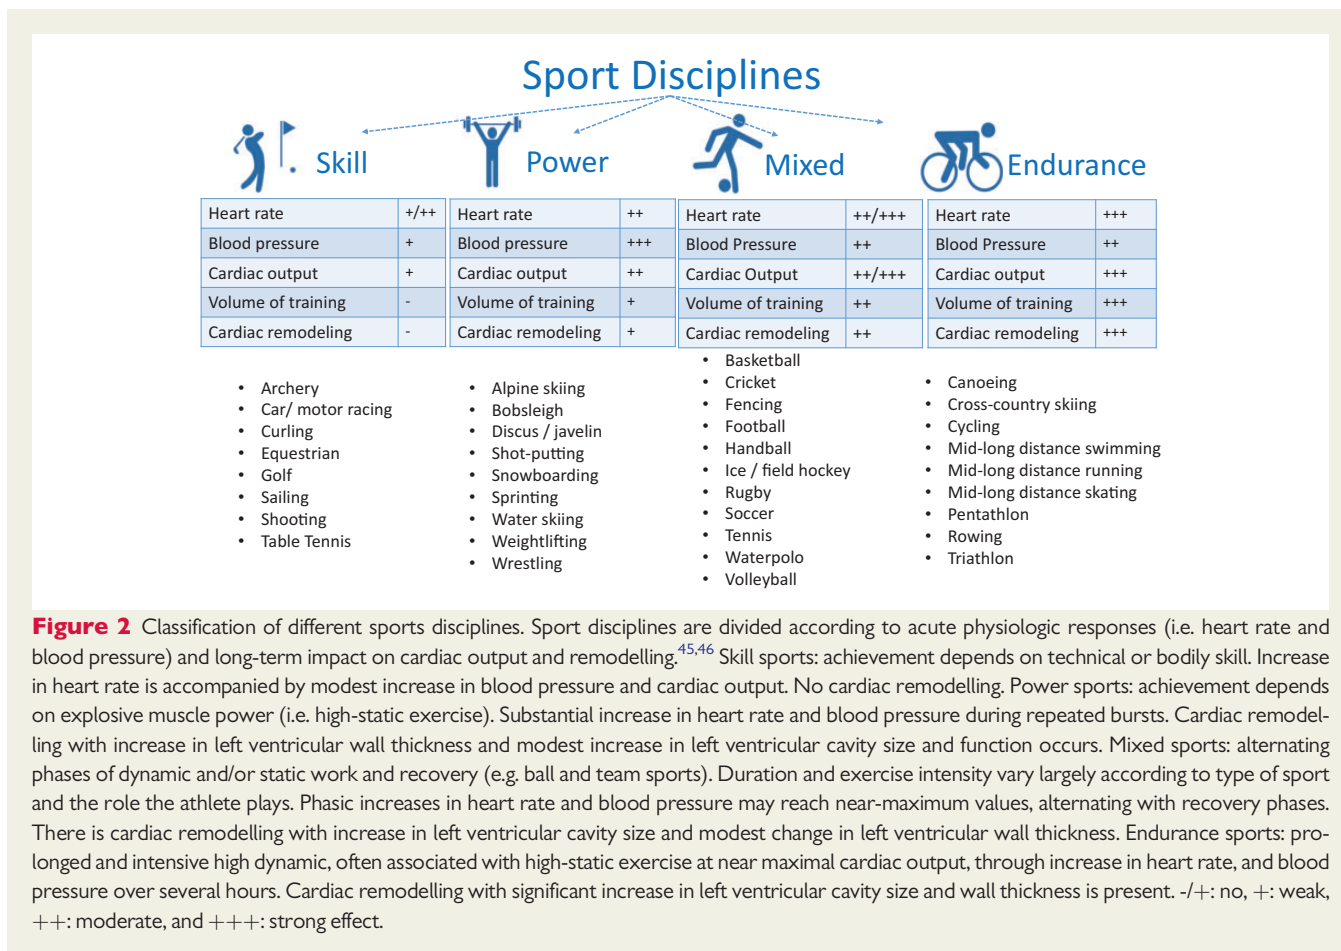 Sport Disciplines
Skill
Heart rate +/++
Blood pressure +
Cardiac output +
Volume of training -
Cardiac remodeling -
• Archery
• Car/ motor racing
• Curling
• Equestrian
• Golf
• Sailing
• Shooting
• Table Tennis
Power
Heart rate ++
Blood pressure +++
Cardiac output ++
Volume of training +
Cardiac remodeling +
• Alpine skiing
• Bobsleigh
• Discus / javelin
• Shot-putting
• Snowboarding
• Sprinting
• Water skiing
• Weightlifting
• Wrestling
Mixed
Heart rate ++/+++
Blood Pressure ++
Cardiac Output ++/+++
Volume of training ++
Cardiac remodeling ++
• Basketball
• Cricket
• Fencing
• Football
• Handball
• Ice / field hockey
• Rugby
• Soccer
• Tennis
• Waterpolo
• Volleyball
Endurance
Heart rate +++
Blood Pressure ++
Cardiac output +++
Volume of training +++
Cardiac remodeling +++
• Canoeing
• Cross-country skiing
• Cycling
• Mid-long distance swimming
• Mid-long distance running
• Mid-long distance skating
• Pentathlon
• Rowing
• Triathlon
Figure 2 Classification of different sports disciplines. Sport disciplines are divided according to acute physiologic responses (i.e. heart rate and
blood pressure) and long-term impact on cardiac output and remodelling.45,46 Skill sports: achievement depends on technical or bodily skill. Increase
in heart rate is accompanied by modest increase in blood pressure and cardiac output. No cardiac remodelling. Power sports: achievement depends
on explosive muscle power (i.e. high-static exercise). Substantial increase in heart rate and blood pressure during repeated bursts. Cardiac remodel-
ling with increase in left ventricular wall thickness and modest increase in left ventricular cavity size and function occurs. Mixed sports: alternating
phases of dynamic and/or static work and recovery (e.g. ball and team sports). Duration and exercise intensity vary largely according to type of sport
and the role the athlete plays. Phasic increases in heart rate and blood pressure may reach near-maximum values, alternating with recovery phases.
There is cardiac remodelling with increase in left ventricular cavity size and modest change in left ventricular wall thickness. Endurance sports: pro-
longed and intensive high dynamic, often associated with high-static exercise at near maximal cardiac output, through increase in heart rate, and blood
pressure over several hours. Cardiac remodelling with significant increase in left ventricular cavity size and wall thickness is present. -/+: no, +: weak,
++: moderate, and +++: strong effect.